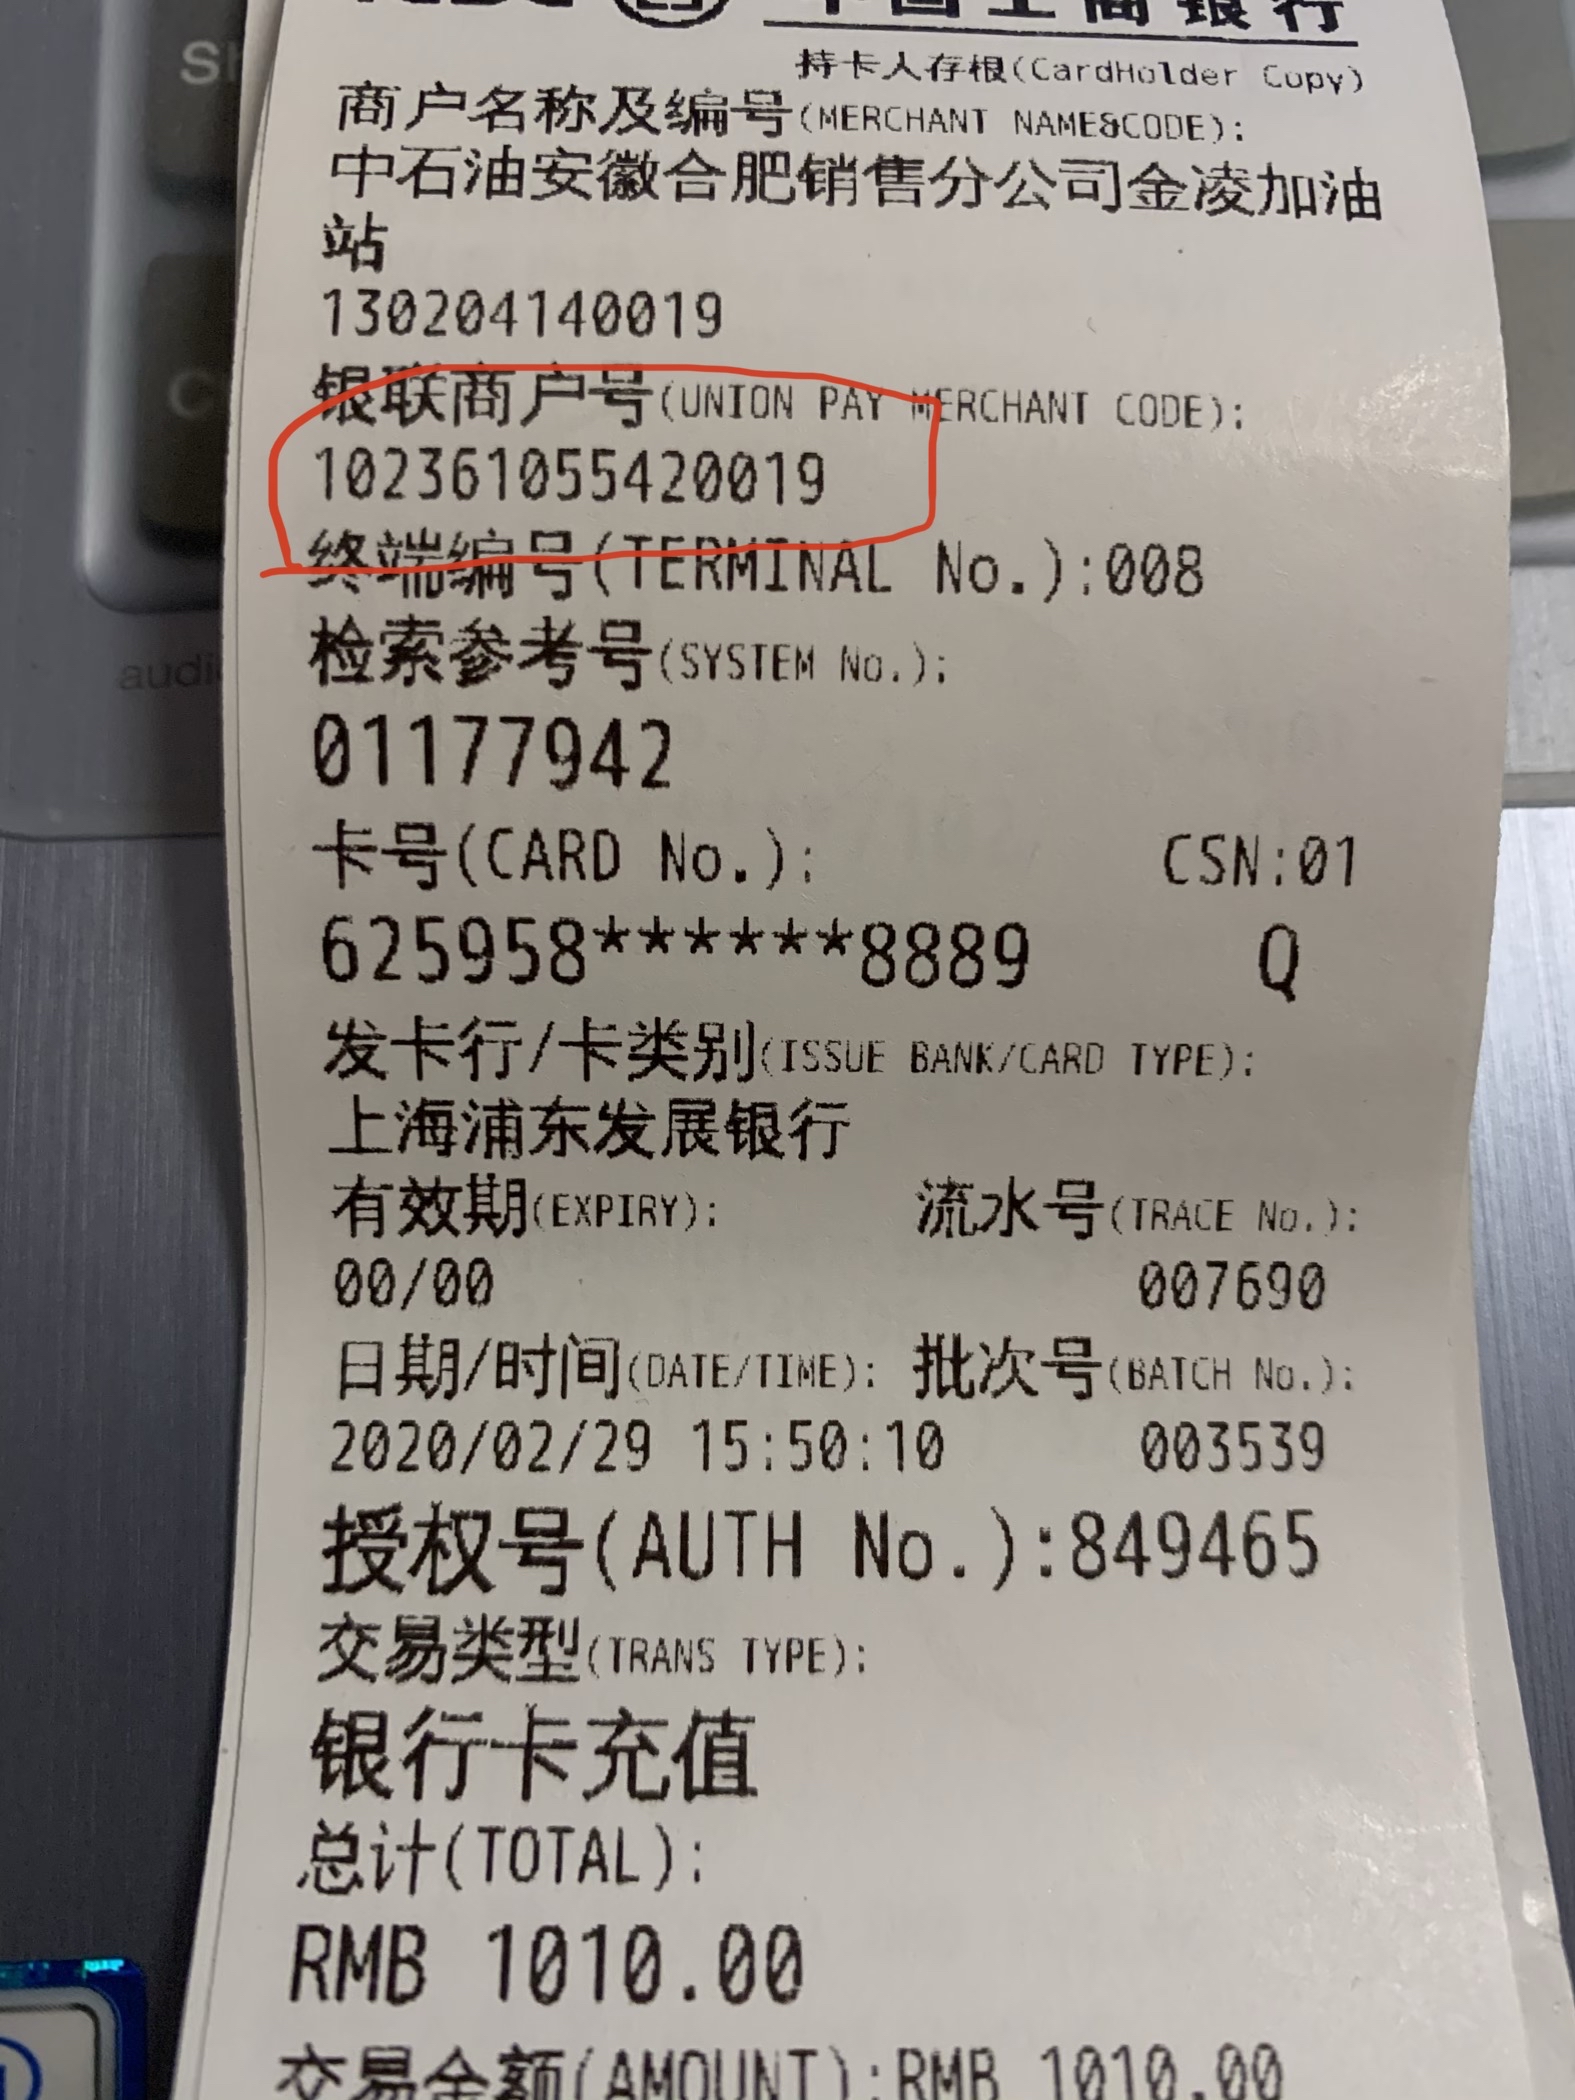 中国工商银行
持卡人存根(CardHolder Copy)
商户名称及编号(MERCHANT NAME&CODE):
中石油安徽合肥销售分公司金凌加油
站
130204140019
银联商户号(UNION PAY MERCHANT CODE):
102361055420019
终端编号(TERMINAL No.):008
检索参考号(SYSTEM No.):
01177942
卡号(CARD No.): CSN:01
625958******8889 Q
发卡行/卡类别(ISSUE BANK/CARD TYPE):
上海浦东发展银行
有效期(EXPIRY): 流水号(TRACE No.):
00/00 007690
日期/时间(DATE/TIME): 批次号(BATCH No.):
2020/02/29 15:50:10 003539
授权号(AUTH No.):849465
交易类型(TRANS TYPE):
银行卡充值
总计(TOTAL):
RMB 1010.00
交易金额(AMOUNT):RMB 1010.00